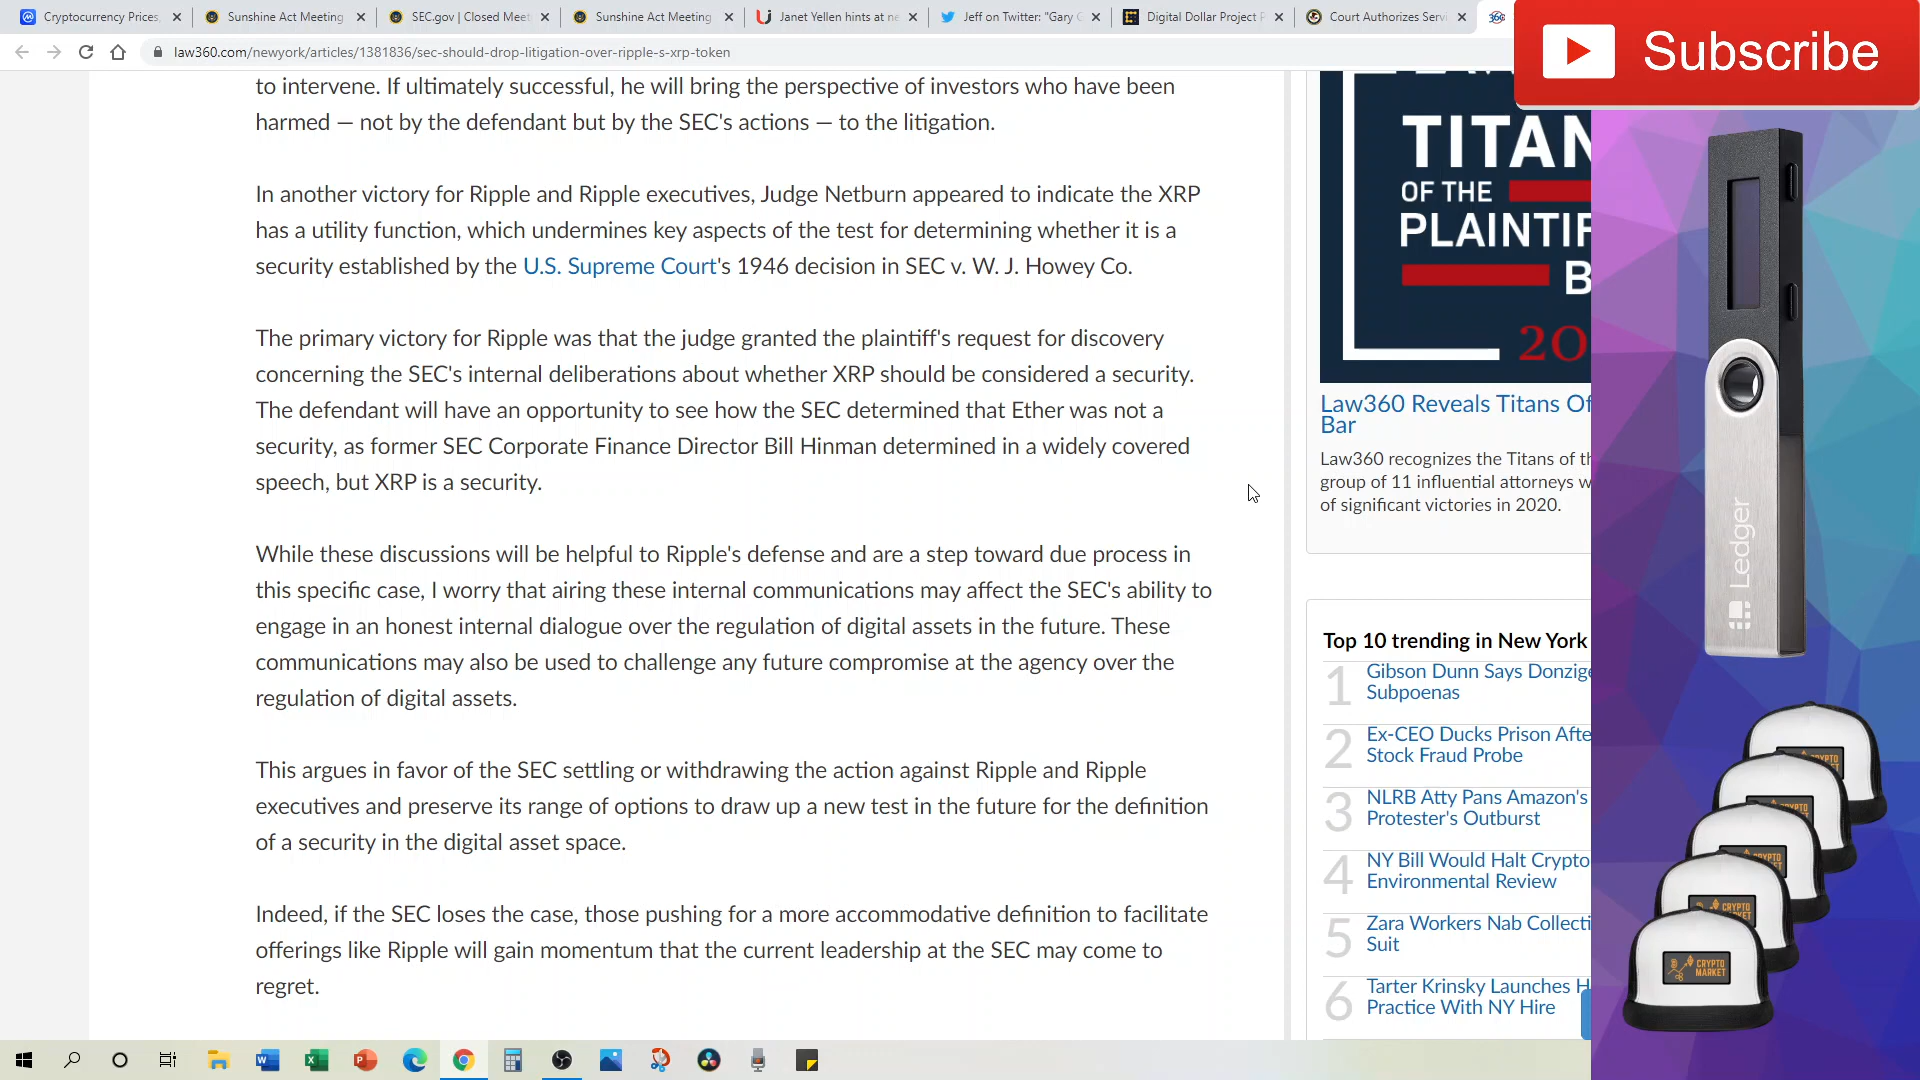 Cryptocurrency Prices,
Sunshine Act Meeting
SEC.gov | Closed Meet
Sunshine Act Meeting
Janet Yellen hints at ne
Jeff on Twitter: "Gary G
Digital Dollar Project P
Court Authorizes Servi
360
law360.com/newyork/articles/1381836/sec-should-drop-litigation-over-ripple-s-xrp-token
Subscribe
to intervene. If ultimately successful, he will bring the perspective of investors who have been
harmed — not by the defendant but by the SEC's actions — to the litigation.
In another victory for Ripple and Ripple executives, Judge Netburn appeared to indicate the XRP
has a utility function, which undermines key aspects of the test for determining whether it is a
security established by the U.S. Supreme Court's 1946 decision in SEC v. W. J. Howey Co.
The primary victory for Ripple was that the judge granted the plaintiff's request for discovery
concerning the SEC's internal deliberations about whether XRP should be considered a security.
The defendant will have an opportunity to see how the SEC determined that Ether was not a
security, as former SEC Corporate Finance Director Bill Hinman determined in a widely covered
speech, but XRP is a security.
While these discussions will be helpful to Ripple's defense and are a step toward due process in
this specific case, I worry that airing these internal communications may affect the SEC's ability to
engage in an honest internal dialogue over the regulation of digital assets in the future. These
communications may also be used to challenge any future compromise at the agency over the
regulation of digital assets.
This argues in favor of the SEC settling or withdrawing the action against Ripple and Ripple
executives and preserve its range of options to draw up a new test in the future for the definition
of a security in the digital asset space.
Indeed, if the SEC loses the case, those pushing for a more accommodative definition to facilitate
offerings like Ripple will gain momentum that the current leadership at the SEC may come to
regret.
TITAN
OF THE
PLAINTIF
B
20
Law360 Reveals Titans Of
Bar
Law360 recognizes the Titans of th
group of 11 influential attorneys w
of significant victories in 2020.
Top 10 trending in New York
1 Gibson Dunn Says Donzige
Subpoenas
2 Ex-CEO Ducks Prison Afte
Stock Fraud Probe
3 NLRB Atty Pans Amazon's
Protester's Outburst
4 NY Bill Would Halt Crypto
Environmental Review
5 Zara Workers Nab Collecti
Suit
6 Tarter Krinsky Launches H
Practice With NY Hire
Ledger
CRYPTO
MARKET